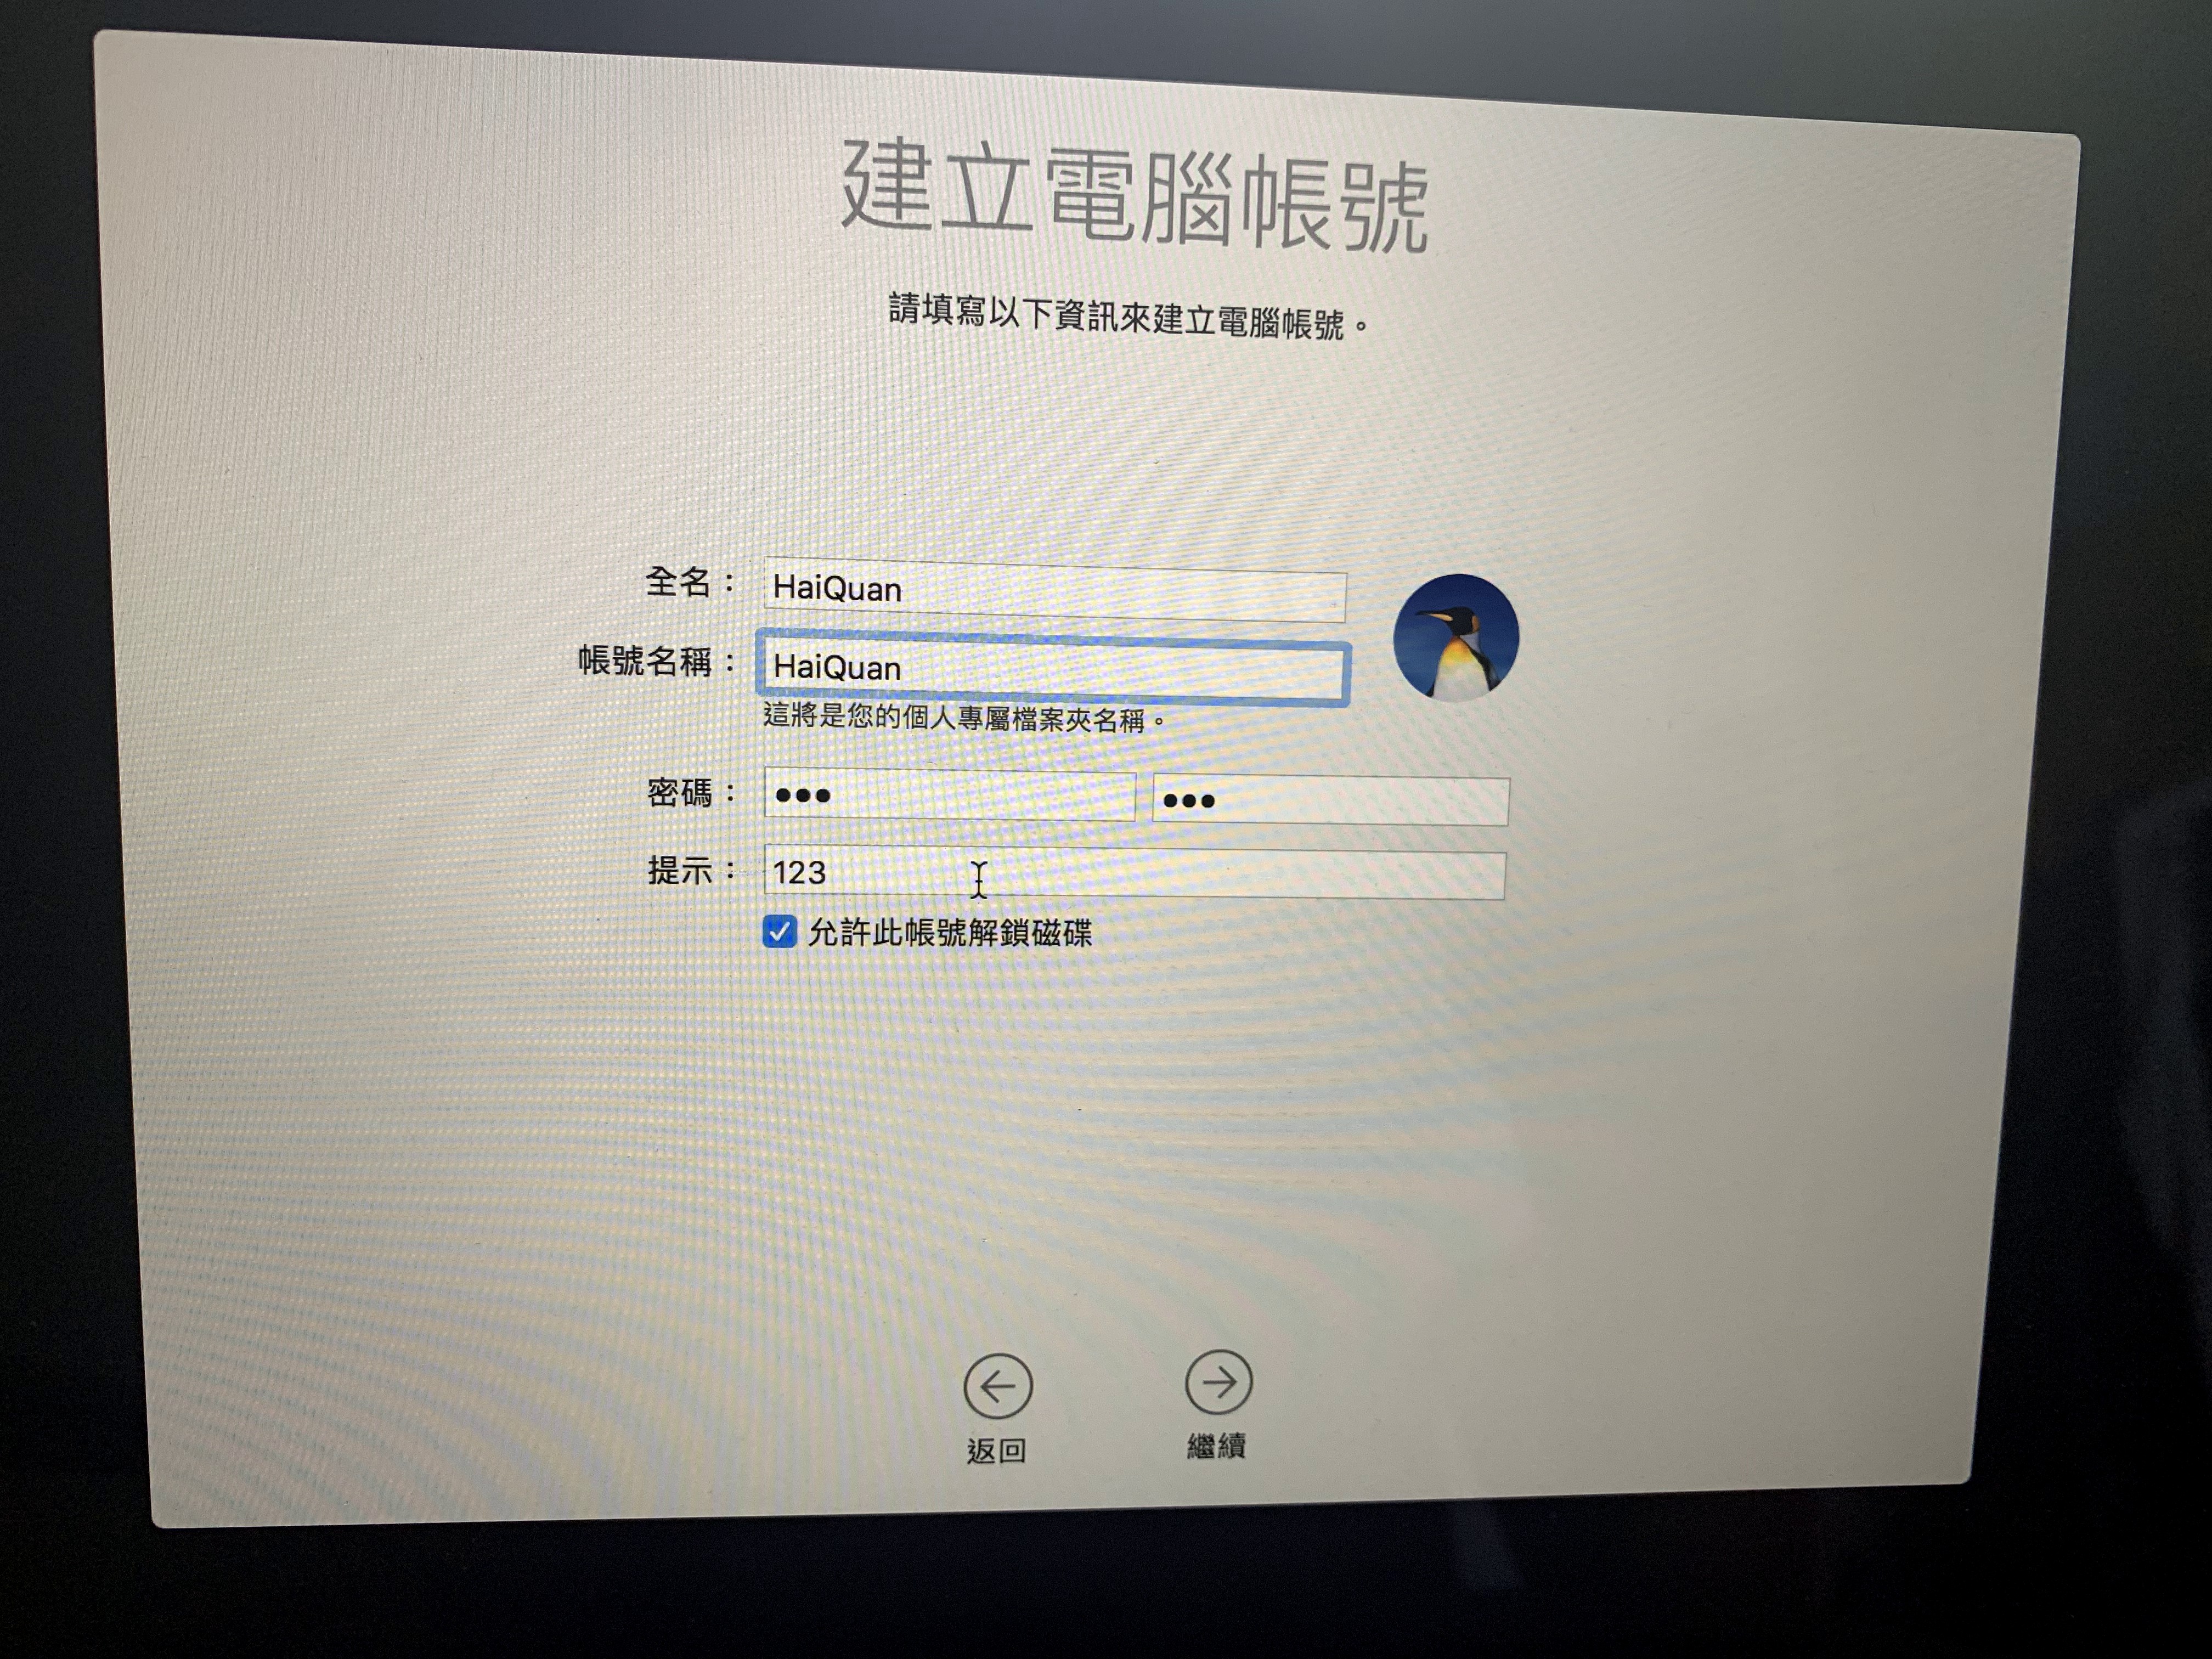 建立電腦帳號
請填寫以下資訊來建立電腦帳號。
全名： HaiQuan
帳號名稱： HaiQuan
這將是您的個人專屬檔案夾名稱。
密碼： ●●● ●●●
提示： 123
允許此帳號解鎖磁碟
返回 繼續